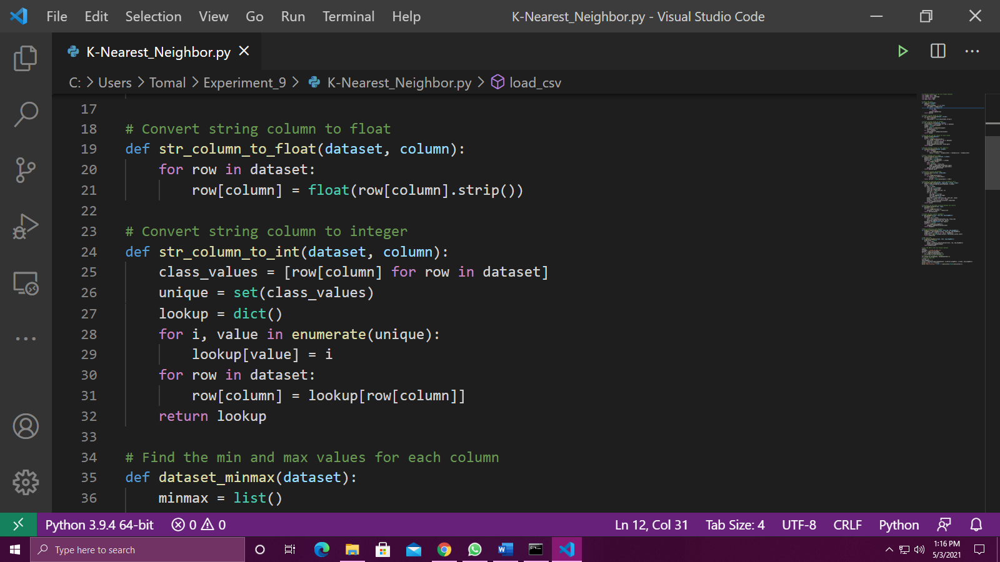 File Edit Selection View Go Run Terminal Help K-Nearest_Neighbor.py - Visual Studio Code
K-Nearest_Neighbor.py
C: > Users > Tomal > Experiment_9 > K-Nearest_Neighbor.py > load_csv
17
18 # Convert string column to float
19 def str_column_to_float(dataset, column):
20     for row in dataset:
21         row[column] = float(row[column].strip())
22
23 # Convert string column to integer
24 def str_column_to_int(dataset, column):
25     class_values = [row[column] for row in dataset]
26     unique = set(class_values)
27     lookup = dict()
28     for i, value in enumerate(unique):
29         lookup[value] = i
30     for row in dataset:
31         row[column] = lookup[row[column]]
32     return lookup
33
34 # Find the min and max values for each column
35 def dataset_minmax(dataset):
36     minmax = list()
Python 3.9.4 64-bit 0 0 Ln 12, Col 31 Tab Size: 4 UTF-8 CRLF Python
Type here to search 1:16 PM
5/3/2021